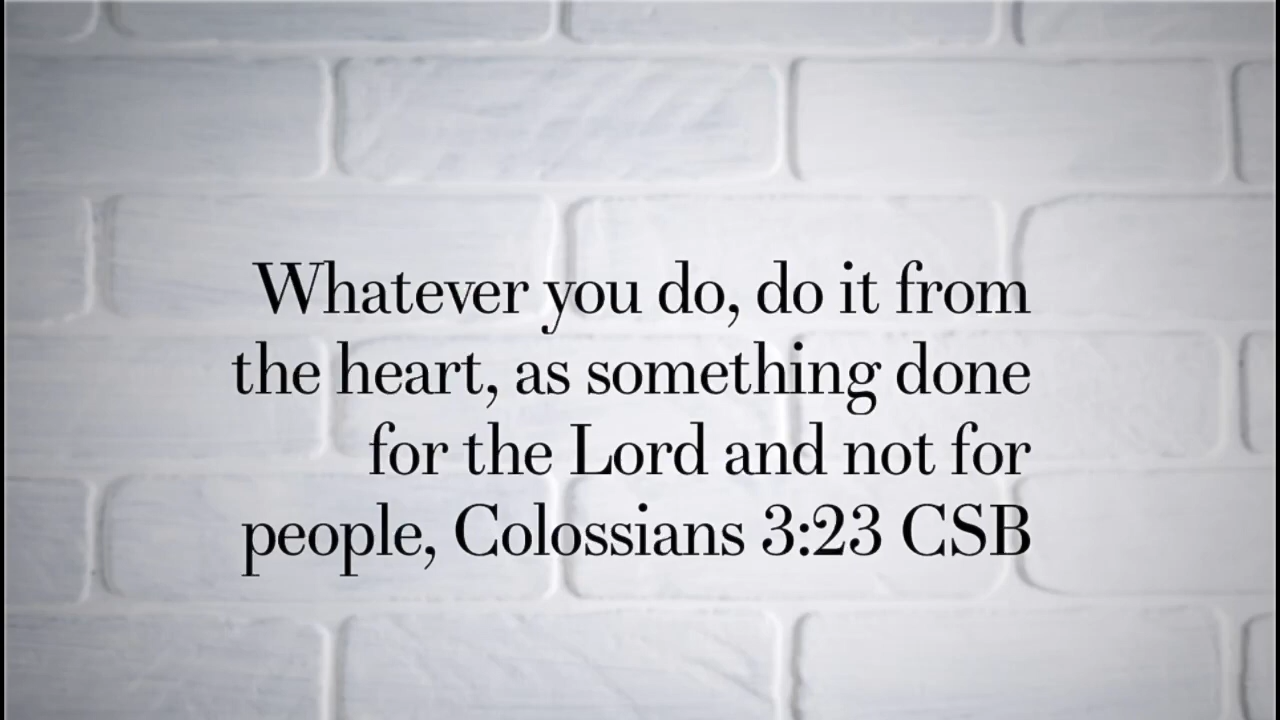 Whatever you do, do it from
the heart, as something done
for the Lord and not for
people, Colossians 3:23 CSB